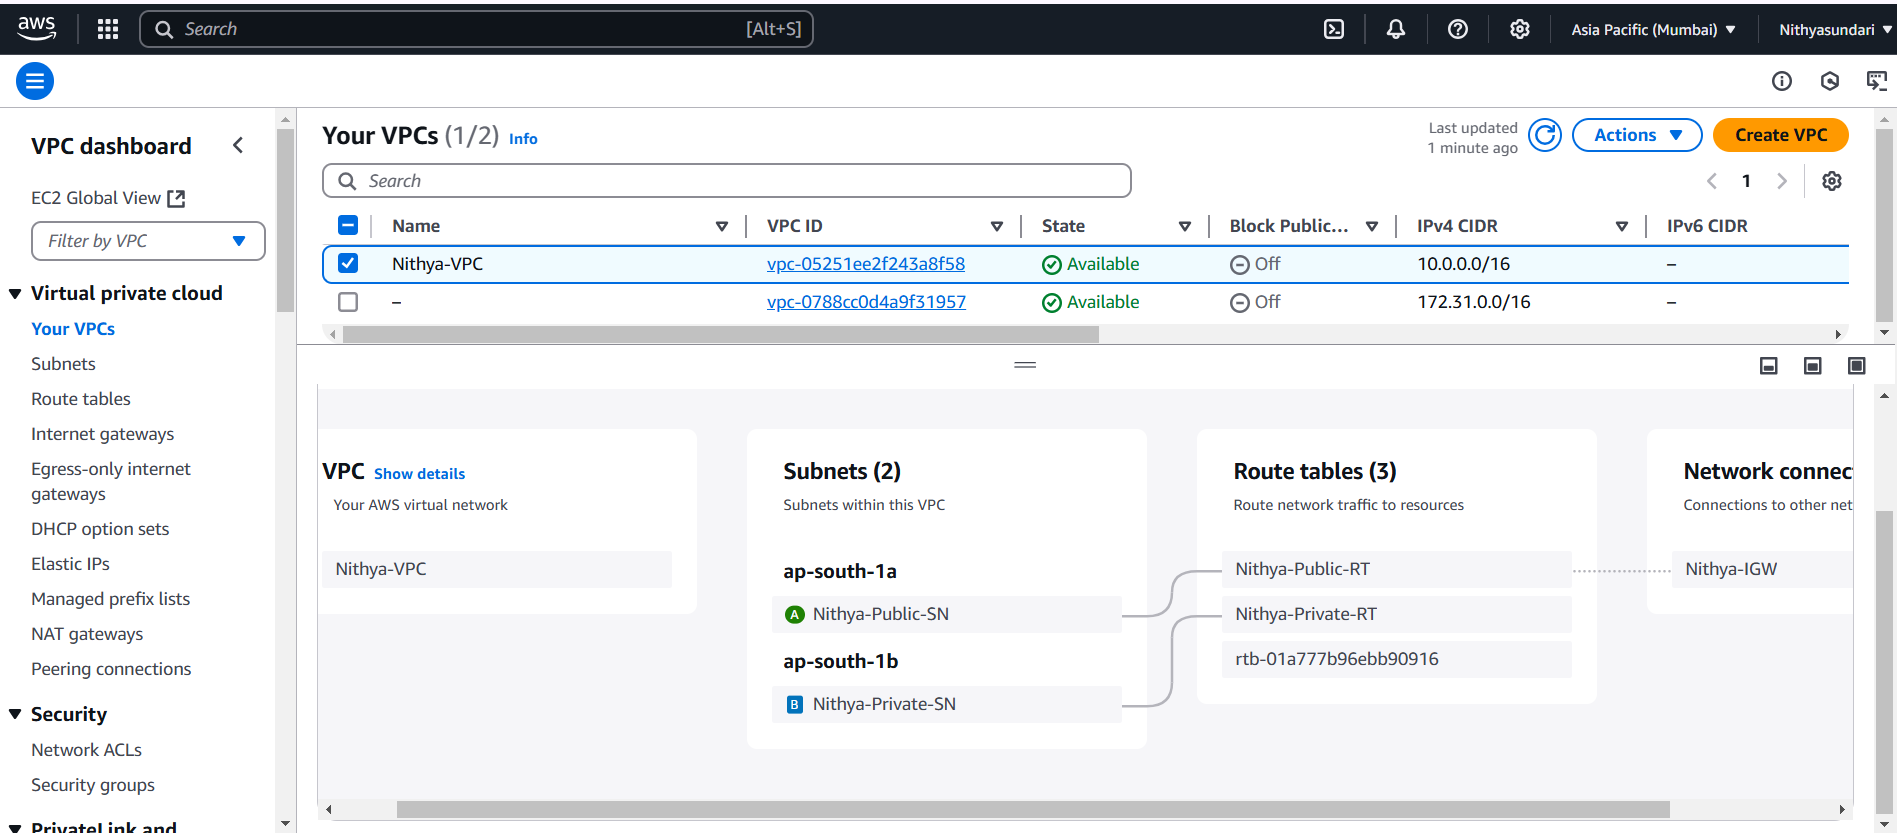 aws
Search [Alt+S]
Asia Pacific (Mumbai)
Nithyasundari
VPC dashboard
EC2 Global View
Filter by VPC
Virtual private cloud
Your VPCs
Subnets
Route tables
Internet gateways
Egress-only internet
gateways
DHCP option sets
Elastic IPs
Managed prefix lists
NAT gateways
Peering connections
Security
Network ACLs
Security groups
PrivateLink and
Your VPCs (1/2) Info
Last updated
1 minute ago
Actions
Create VPC
Search
1
Name VPC ID State Block Public... IPv4 CIDR IPv6 CIDR
Nithya-VPC vpc-05251ee2f243a8f58 Available Off 10.0.0.0/16 –
– vpc-0788cc0d4a9f31957 Available Off 172.31.0.0/16 –
VPC Show details
Your AWS virtual network
Nithya-VPC
Subnets (2)
Subnets within this VPC
ap-south-1a
A Nithya-Public-SN
ap-south-1b
B Nithya-Private-SN
Route tables (3)
Route network traffic to resources
Nithya-Public-RT
Nithya-Private-RT
rtb-01a777b96ebb90916
Network connec
Connections to other net
Nithya-IGW